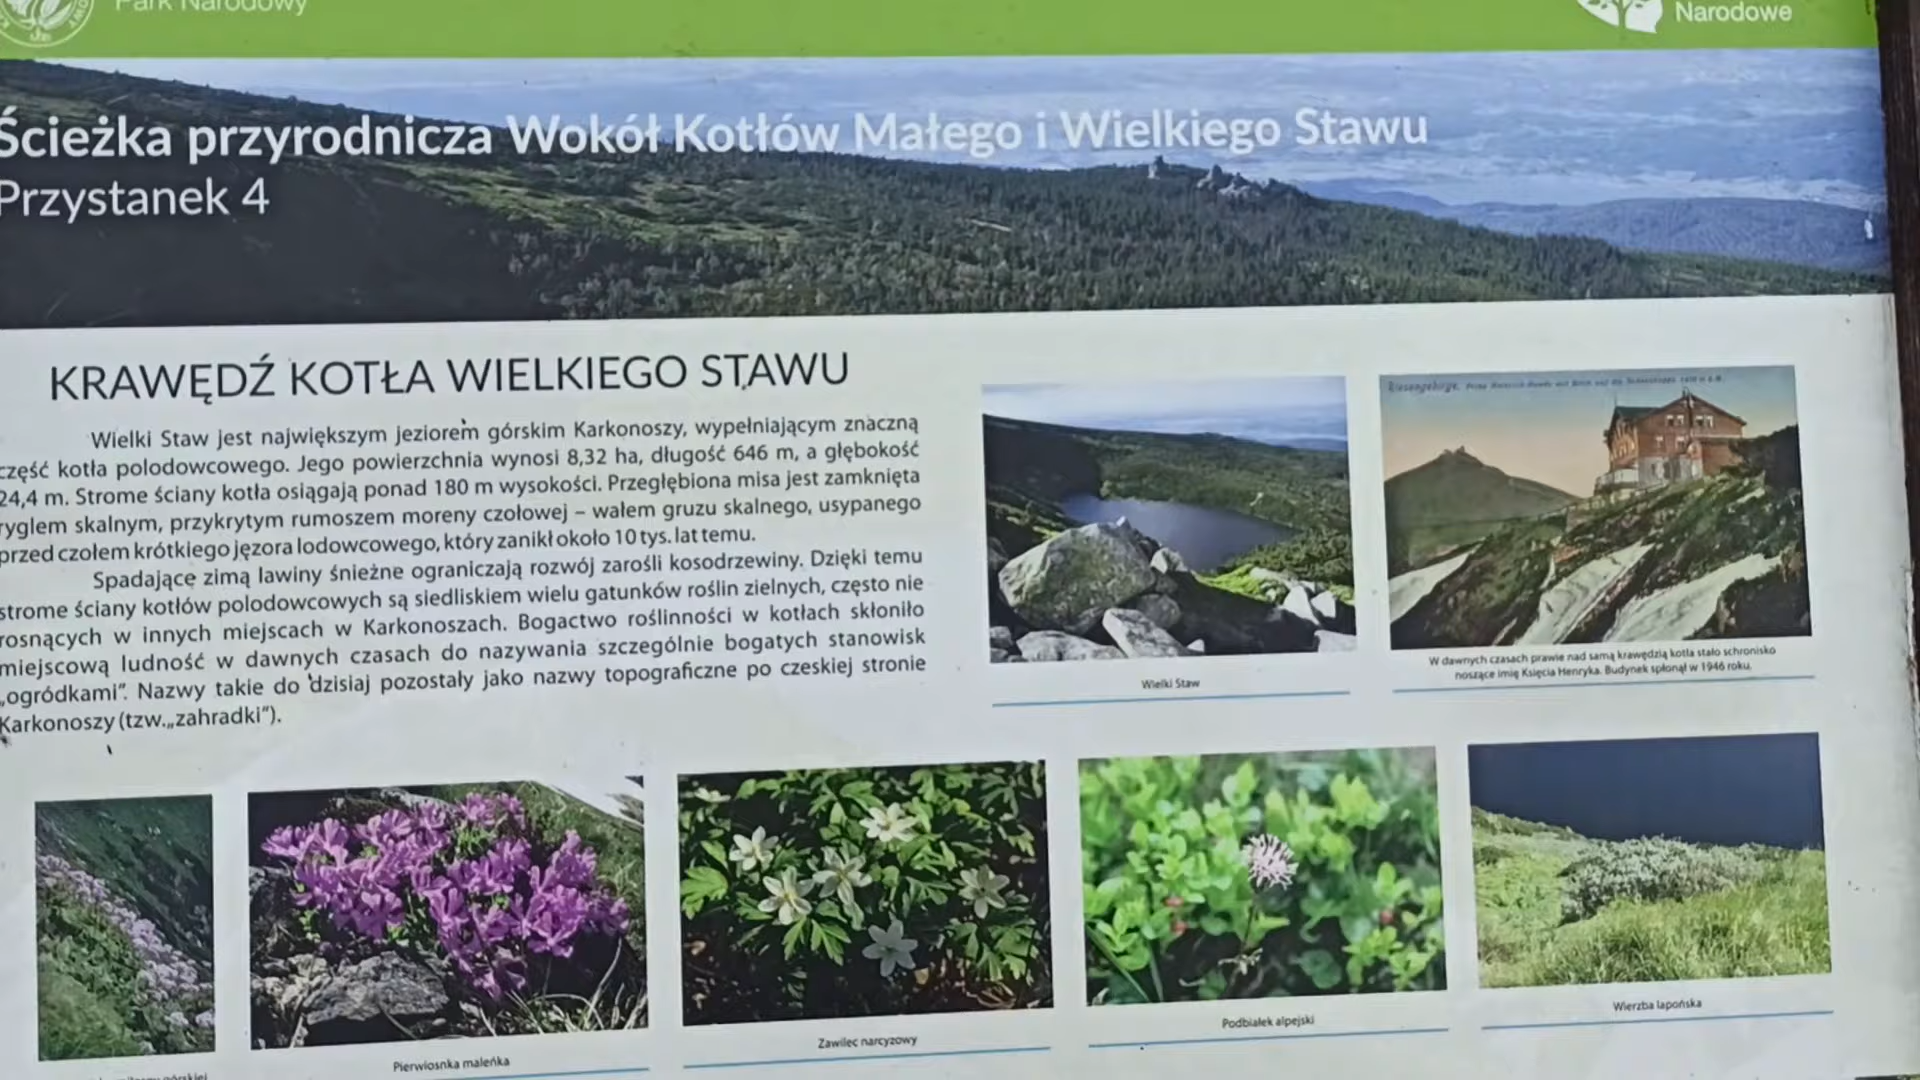 Park Narodowy
Narodowe
Ścieżka przyrodnicza Wokół Kotłów Małego i Wielkiego Stawu
Przystanek 4
KRAWĘDŹ KOTŁA WIELKIEGO STAWU
Wielki Staw jest największym jeziorem górskim Karkonoszy, wypełniającym znaczną
część kotła polodowcowego. Jego powierzchnia wynosi 8,32 ha, długość 646 m, a głębokość
24,4 m. Strome ściany kotła osiągają ponad 180 m wysokości. Przegłębiona misa jest zamknięta
ryglem skalnym, przykrytym rumoszem moreny czołowej – wałem gruzu skalnego, usypanego
przed czołem krótkiego jęzora lodowcowego, który zanikł około 10 tys. lat temu.
Spadające zimą lawiny śnieżne ograniczają rozwój zarośli kosodrzewiny. Dzięki temu
strome ściany kotłów polodowcowych są siedliskiem wielu gatunków roślin zielnych, często nie
rosnących w innych miejscach w Karkonoszach. Bogactwo roślinności w kotłach skłoniło
miejscową ludność w dawnych czasach do nazywania szczególnie bogatych stanowisk
„ogródkami”. Nazwy takie do dzisiaj pozostały jako nazwy topograficzne po czeskiej stronie
Karkonoszy (tzw. „zahradki”).
Riesengebirge.
Wielki Staw
W dawnych czasach prawie nad samą krawędzią kotła stało schronisko
noszące imię Księcia Henryka. Budynek spłonął w 1946 roku.
górskiej
Pierwiosnka maleńka
Zawilec narcyzowy
Podbiałek alpejski
Wierzba lapońska